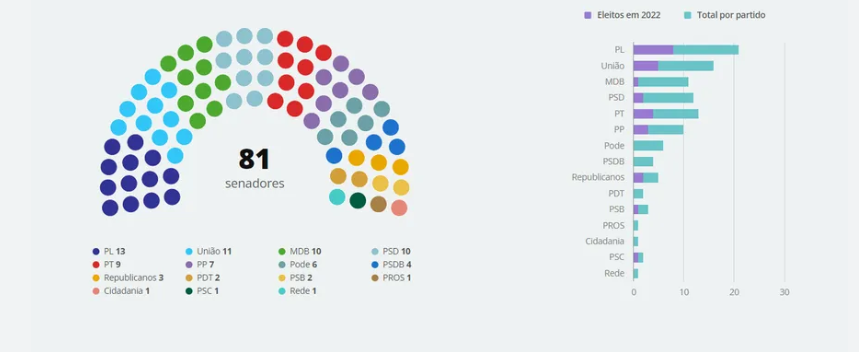 Eleitos em 2022 Total por partido
81
senadores
PL 13 União 11 MDB 10 PSD 10
PT 9 PP 7 Pode 6 PSDB 4
Republicanos 3 PDT 2 PSB 2 PROS 1
Cidadania 1 PSC 1 Rede 1
PL
União
MDB
PSD
PT
PP
Pode
PSDB
Republicanos
PDT
PSB
PROS
Cidadania
PSC
Rede
0 10 20 30